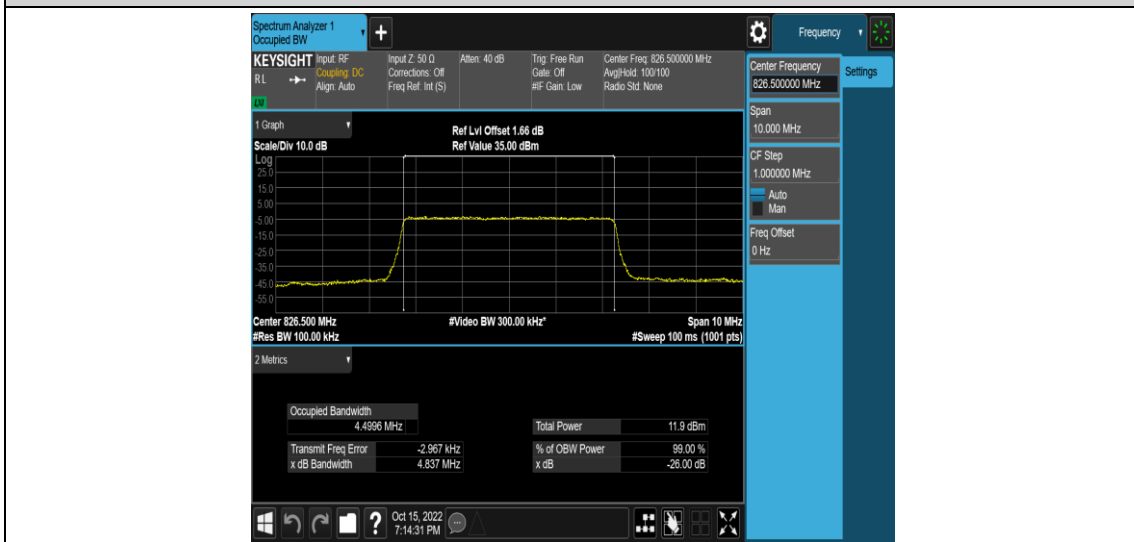 Spectrum Analyzer 1
Occupied BW
+
Frequency
KEYSIGHT
RL
Input: RF
Coupling: DC
Align: Auto
Input Z: 50 Ω
Corrections: Off
Freq Ref: Int (S)
Atten: 40 dB
Trig: Free Run
Gate: Off
#IF Gain: Low
Center Freq: 826.500000 MHz
Avg|Hold: 100/100
Radio Std: None
Center Frequency
826.500000 MHz
Settings
Span
10.000 MHz
CF Step
1.000000 MHz
Auto
Man
Freq Offset
0 Hz
1 Graph
Ref Lvl Offset 1.66 dB
Scale/Div 10.0 dB
Ref Value 35.00 dBm
Log
25.0
15.0
5.00
-5.00
-15.0
-25.0
-35.0
-45.0
-55.0
Center 826.500 MHz
#Video BW 300.00 kHz*
Span 10 MHz
#Res BW 100.00 kHz
#Sweep 100 ms (1001 pts)
2 Metrics
Occupied Bandwidth
4.4996 MHz
Total Power 11.9 dBm
Transmit Freq Error -2.967 kHz
% of OBW Power 99.00 %
x dB Bandwidth 4.837 MHz
x dB -26.00 dB
?
Oct 15, 2022
7:14:31 PM